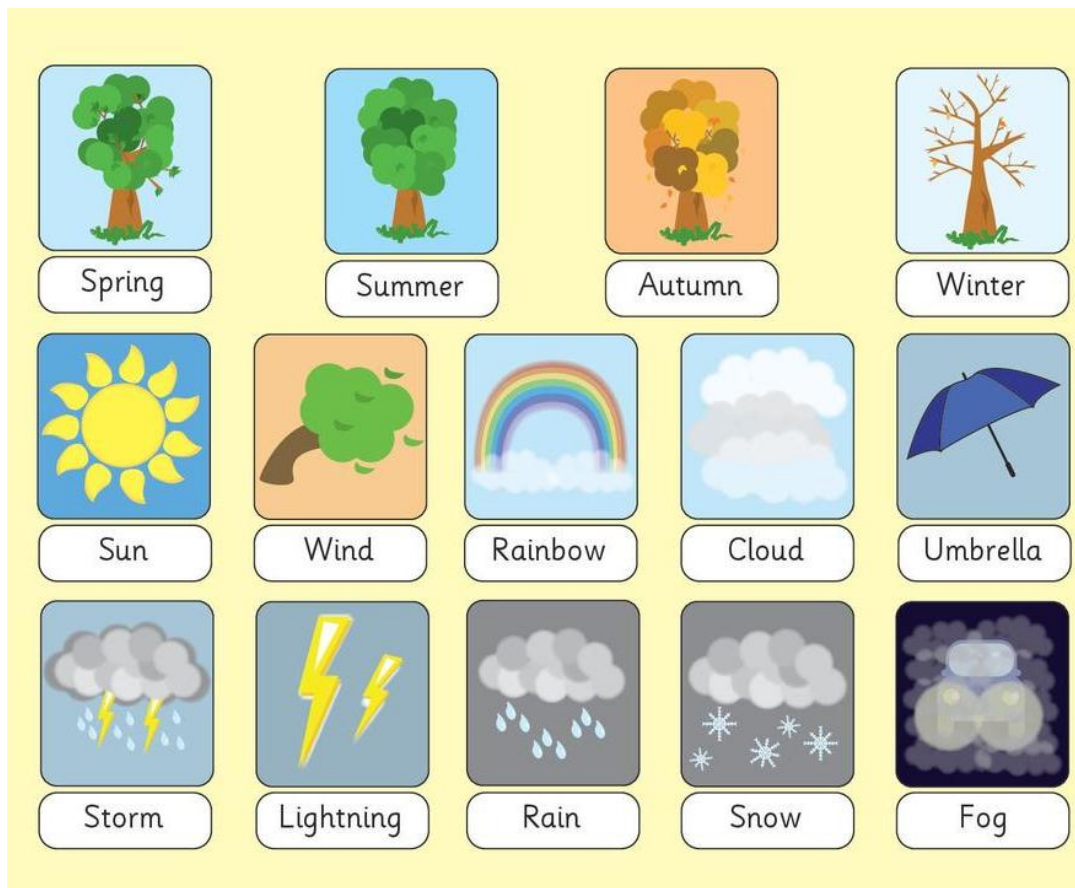 Spring
Summer
Autumn
Winter
Sun
Wind
Rainbow
Cloud
Umbrella
Storm
Lightning
Rain
Snow
Fog